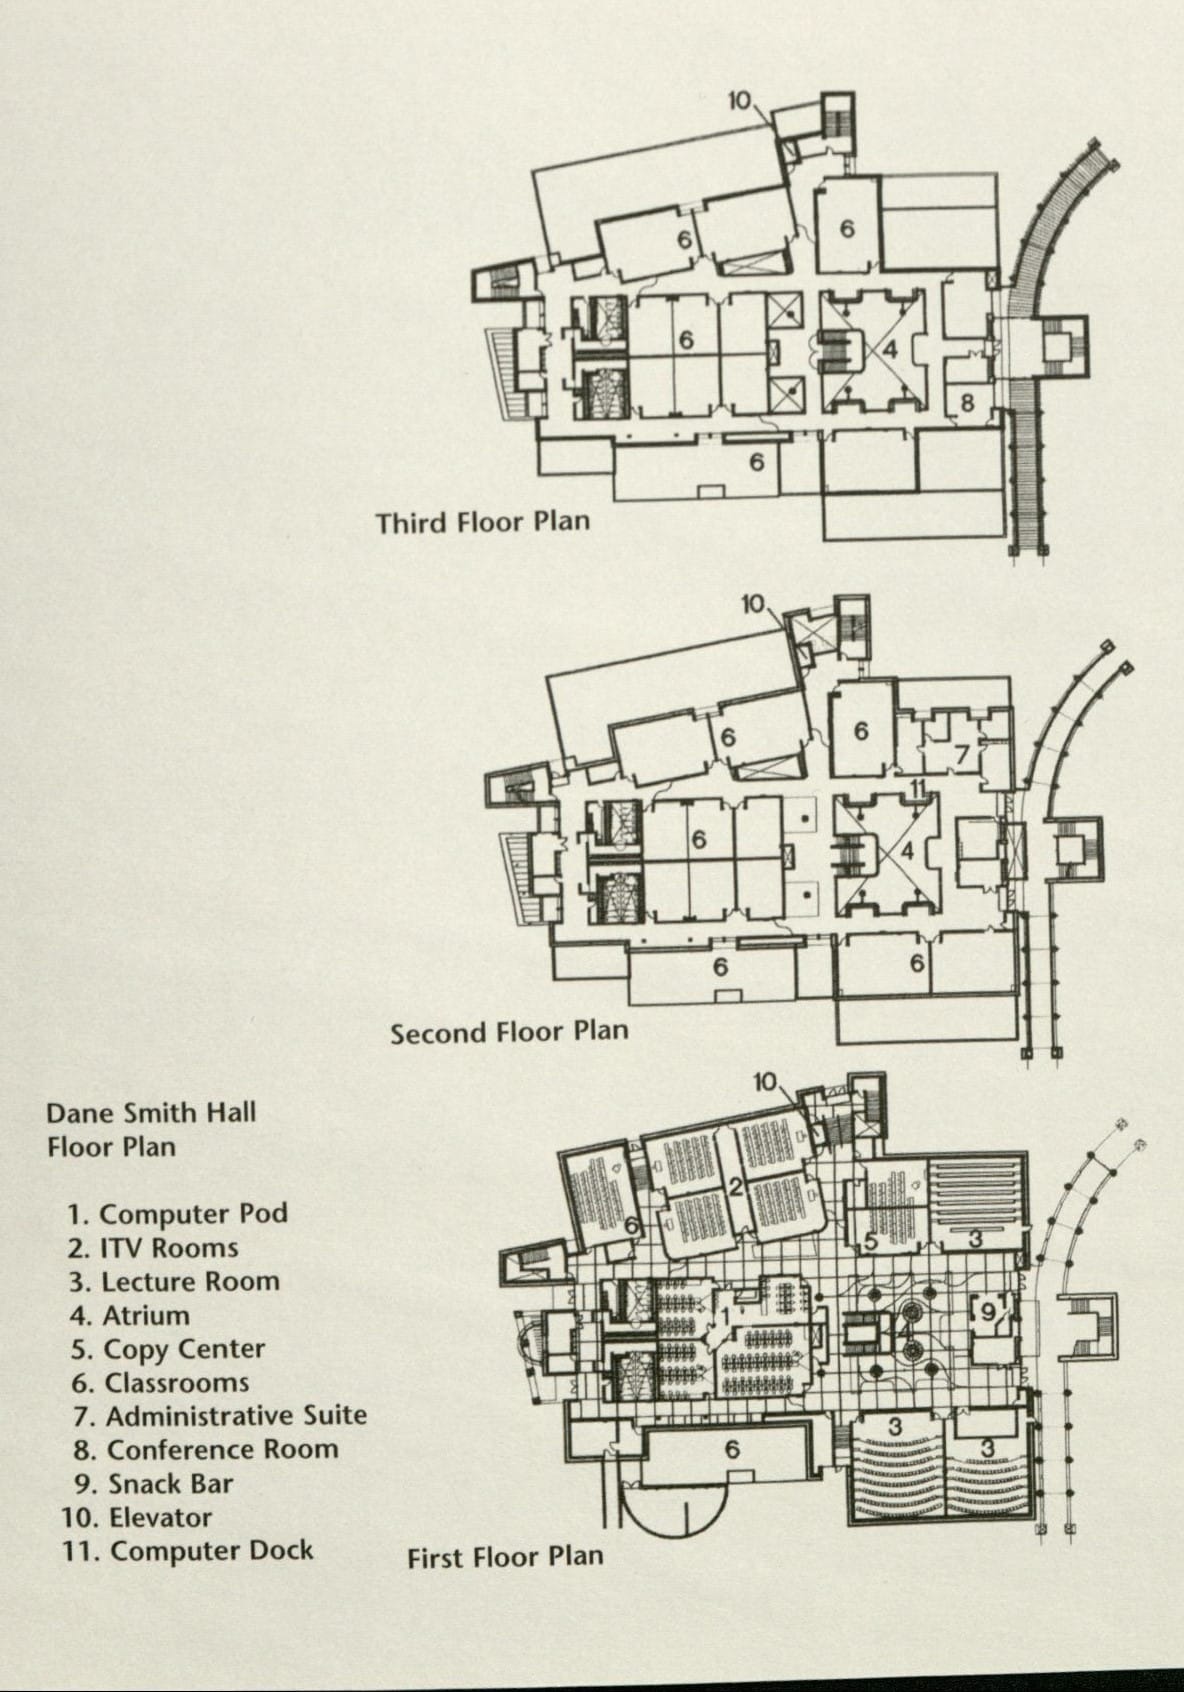 10
6
6
6
4
8
6
Third Floor Plan
10
6
6
7
11
6
4
6
6
Second Floor Plan
10
2
6
5
3
1
9
4
3
3
6
First Floor Plan
Dane Smith Hall
Floor Plan
1. Computer Pod
2. ITV Rooms
3. Lecture Room
4. Atrium
5. Copy Center
6. Classrooms
7. Administrative Suite
8. Conference Room
9. Snack Bar
10. Elevator
11. Computer Dock